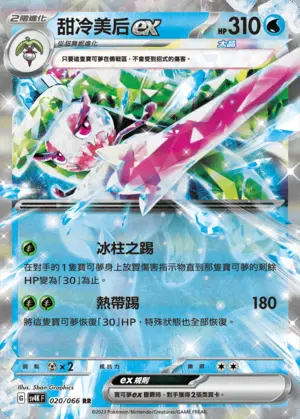 2階進化
甜冷美后ex
HP310
從甜舞妮進化
太晶
只要這隻寶可夢在備戰區，不會受到招式的傷害。
冰柱之踢
在對手的1隻寶可夢身上放置傷害指示物直到那隻寶可夢的剩餘
HP變為「30」為止。
熱帶踢 180
將這隻寶可夢恢復「30」HP，特殊狀態也全部恢復。
弱點 ×2 抵抗力 撤退
ex規則
寶可夢ex昏厥時，對手獲得2張獎賞卡。
Illus. 5ban Graphics
G SV4K F 020/066 RR
©2023 Pokémon/Nintendo/Creatures/GAME FREAK.